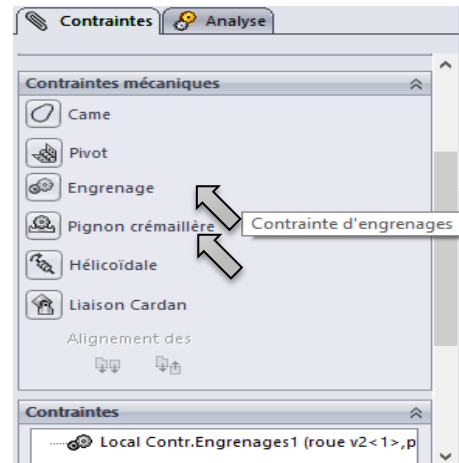 Contraintes Analyse
Contraintes mécaniques
Came
Pivot
Engrenage
Contrainte d'engrenages
Pignon crémaillère
Hélicoïdale
Liaison Cardan
Alignement des
Contraintes
Local Contr.Engrenages1 (roue v2<1>,p